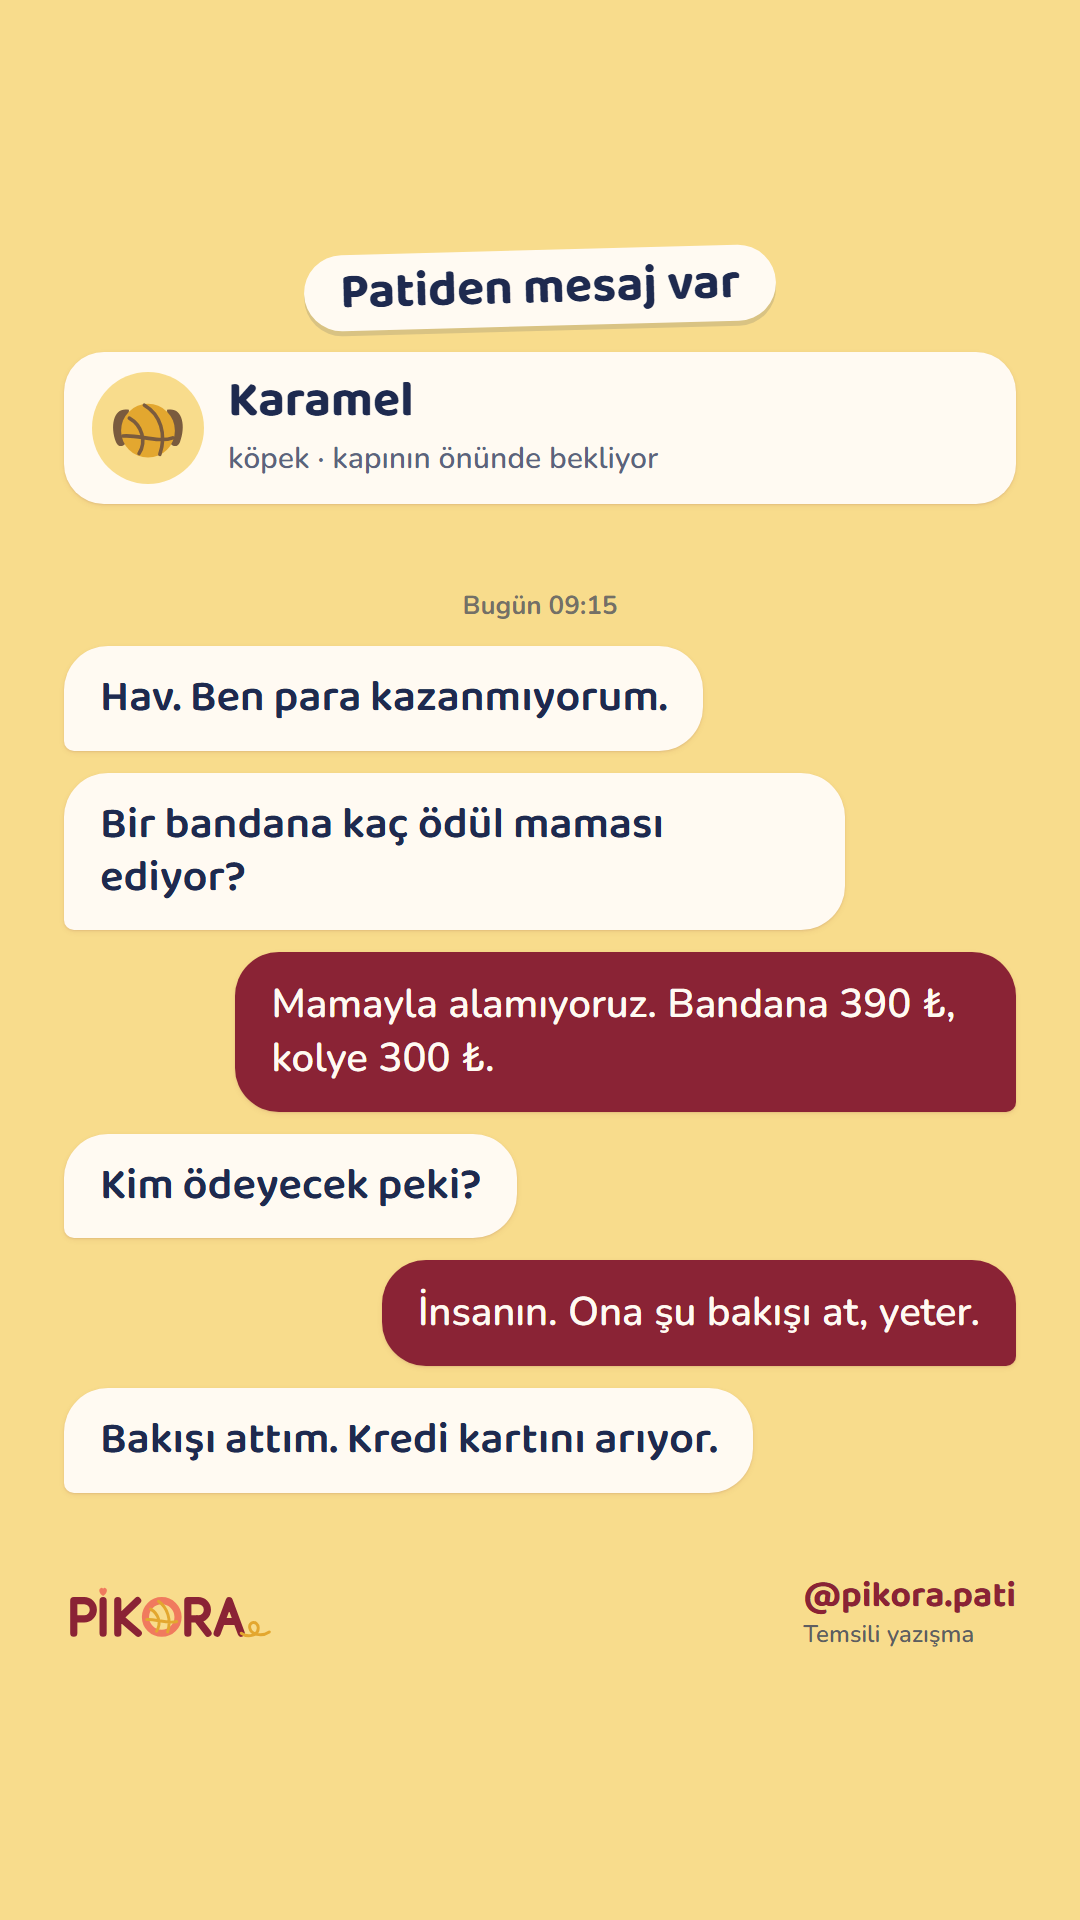 Patiden mesaj var
Karamel
köpek · kapının önünde bekliyor
Bugün 09:15
Hav. Ben para kazanmıyorum.
Bir bandana kaç ödül maması
ediyor?
Mamayla alamıyoruz. Bandana 390 ₺,
kolye 300 ₺.
Kim ödeyecek peki?
İnsanın. Ona şu bakışı at, yeter.
Bakışı attım. Kredi kartını arıyor.
PİKORA
@pikora.pati
Temsili yazışma